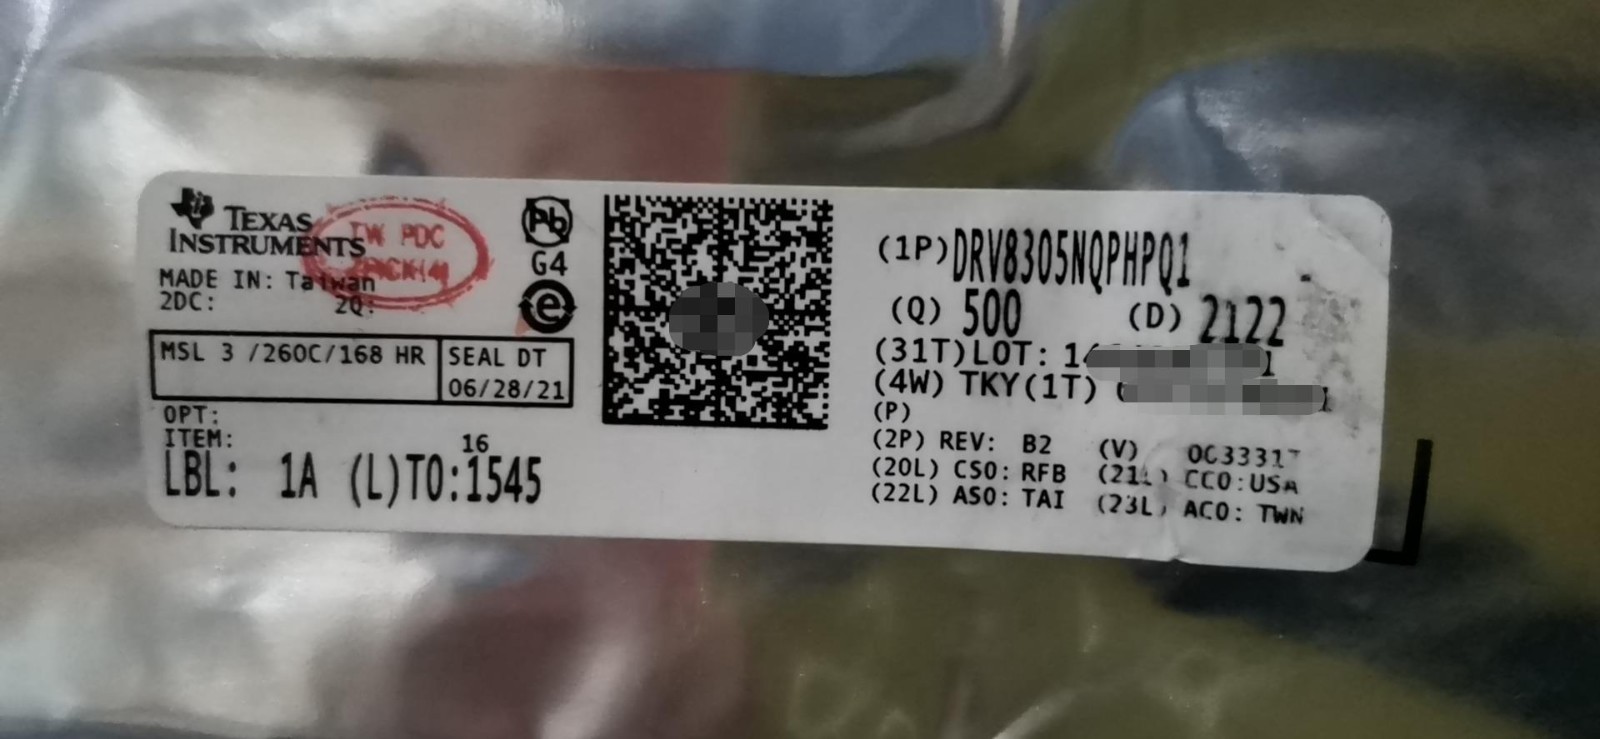 TEXAS
INSTRUMENTS
TW PDC
MADE IN: Taiwan
2DC: 2Q:
Pb
G4
e
MSL 3 /260C/168 HR
SEAL DT
06/28/21
OPT:
ITEM:
16
LBL: 1A (L)TO:1545
(1P)DRV8305NQPHPQ1
(Q) 500 (D) 2122
(31T)LOT:
(4W) TKY(1T)
(P)
(2P) REV: B2 (V) 0033317
(20L) CSO: RFB (21L) CCO:USA
(22L) ASO: TAI (23L) ACO: TWN